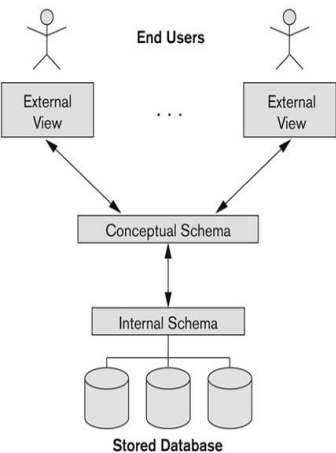 End Users
External
View
. . .
External
View
Conceptual Schema
Internal Schema
Stored Database